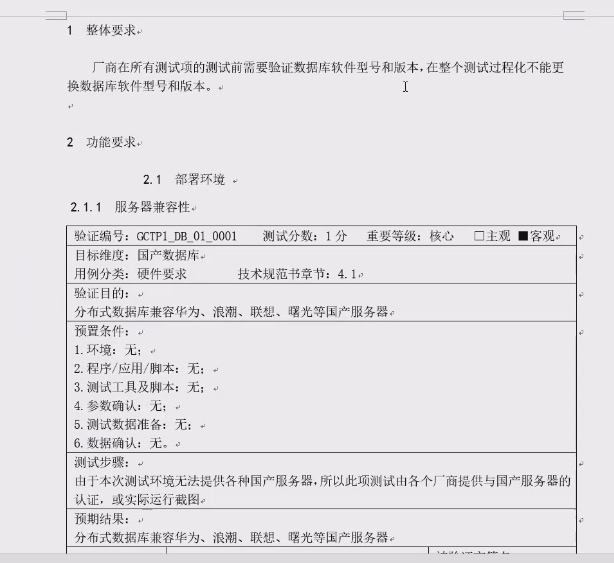 1 整体要求
厂商在所有测试项的测试前需要验证数据库软件型号和版本，在整个测试过程化不能更
换数据库软件型号和版本。
2 功能要求
2.1 部署环境
2.1.1 服务器兼容性
验证编号：GCTP1_DB_01_0001 测试分数：1 分 重要等级：核心 □主观 ■客观
目标维度：国产数据库
用例分类：硬件要求 技术规范书章节：4.1
验证目的：
分布式数据库兼容华为、浪潮、联想、曙光等国产服务器
预置条件：
1.环境：无；
2.程序/应用/脚本：无；
3.测试工具及脚本：无；
4.参数确认：无；
5.测试数据准备：无；
6.数据确认：无。
测试步骤：
由于本次测试环境无法提供各种国产服务器，所以此项测试由各个厂商提供与国产服务器的
认证，或实际运行截图
预期结果：
分布式数据库兼容华为、浪潮、联想、曙光等国产服务器